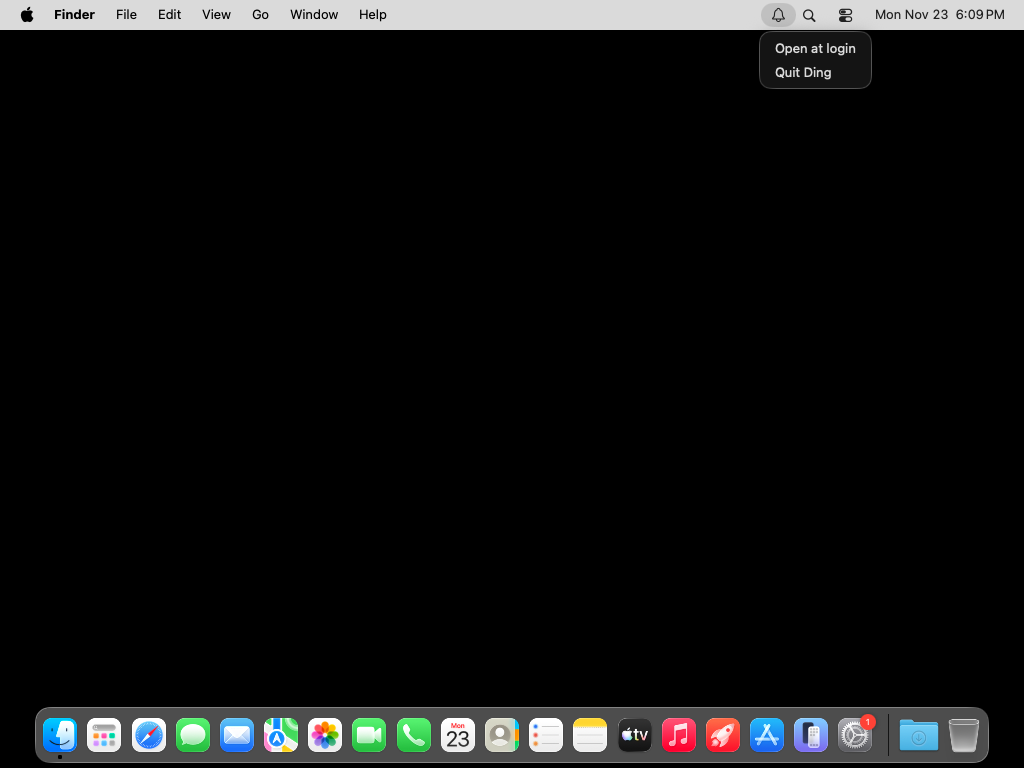 Finder File Edit View Go Window Help Mon Nov 23 6:09 PM
Open at login
Quit Ding
Mon
23
tv
1